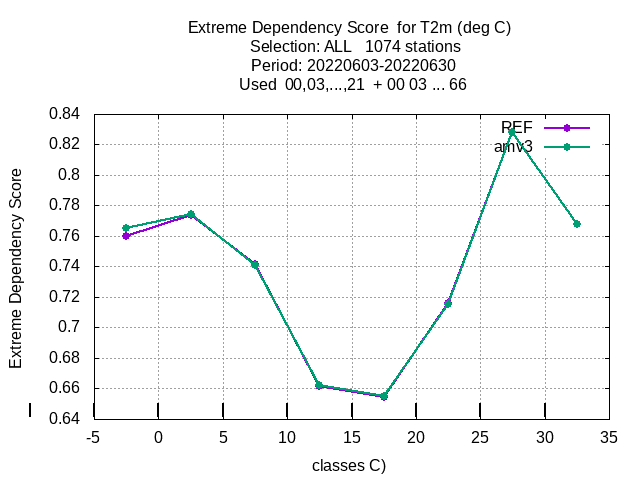 Extreme Dependency Score  for T2m (deg C)
Selection: ALL   1074 stations
Period: 20220603-20220630
Used  00,03,...,21  + 00 03 ... 66
Extreme Dependency Score
0.84
0.82
0.8
0.78
0.76
0.74
0.72
0.7
0.68
0.66
0.64
REF
amv3
-5
0
5
10
15
20
25
30
35
classes C)